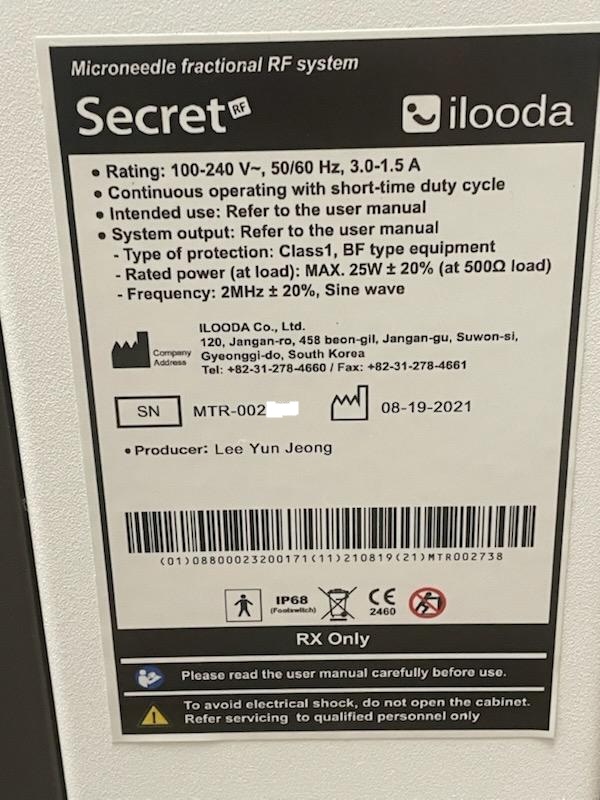 Microneedle fractional RF system
Secret RF
ilooda
• Rating: 100-240 V~, 50/60 Hz, 3.0-1.5 A
• Continuous operating with short-time duty cycle
• Intended use: Refer to the user manual
• System output: Refer to the user manual
- Type of protection: Class1, BF type equipment
- Rated power (at load): MAX. 25W ± 20% (at 500Ω load)
- Frequency: 2MHz ± 20%, Sine wave
ILOODA Co., Ltd.
Company Address
120, Jangan-ro, 458 beon-gil, Jangan-gu, Suwon-si,
Gyeonggi-do, South Korea
Tel: +82-31-278-4660 / Fax: +82-31-278-4661
SN MTR-002
08-19-2021
• Producer: Lee Yun Jeong
(01)08800023200171(11)210819(21)MTR002738
IP68
(Footswitch)
CE
2460
RX Only
Please read the user manual carefully before use.
To avoid electrical shock, do not open the cabinet.
Refer servicing to qualified personnel only